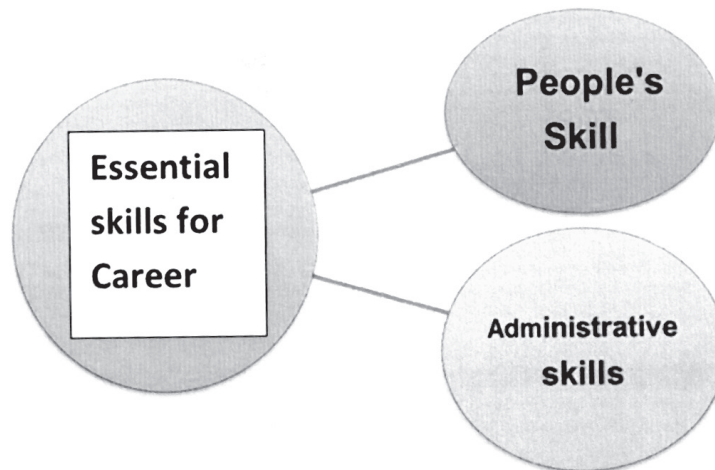 Essential
skills for
Career
People's
Skill
Administrative
skills